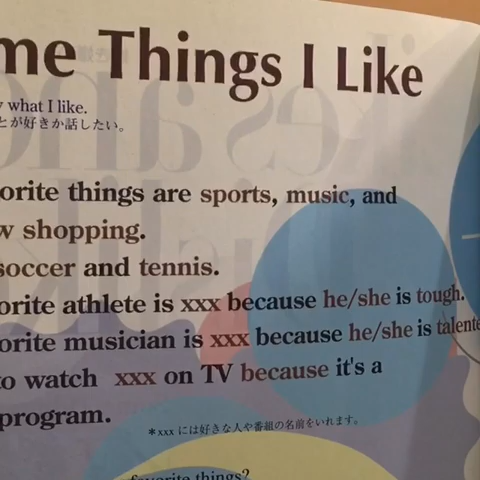 me Things I Like
y what I like.
とが好きか話したい。
orite things are sports, music, and
w shopping.
soccer and tennis.
orite athlete is xxx because he/she is tough.
orite musician is xxx because he/she is talente
to watch xxx on TV because it's a
program.
*xxx には好きな人や番組の名前をいれます。
favorite things?